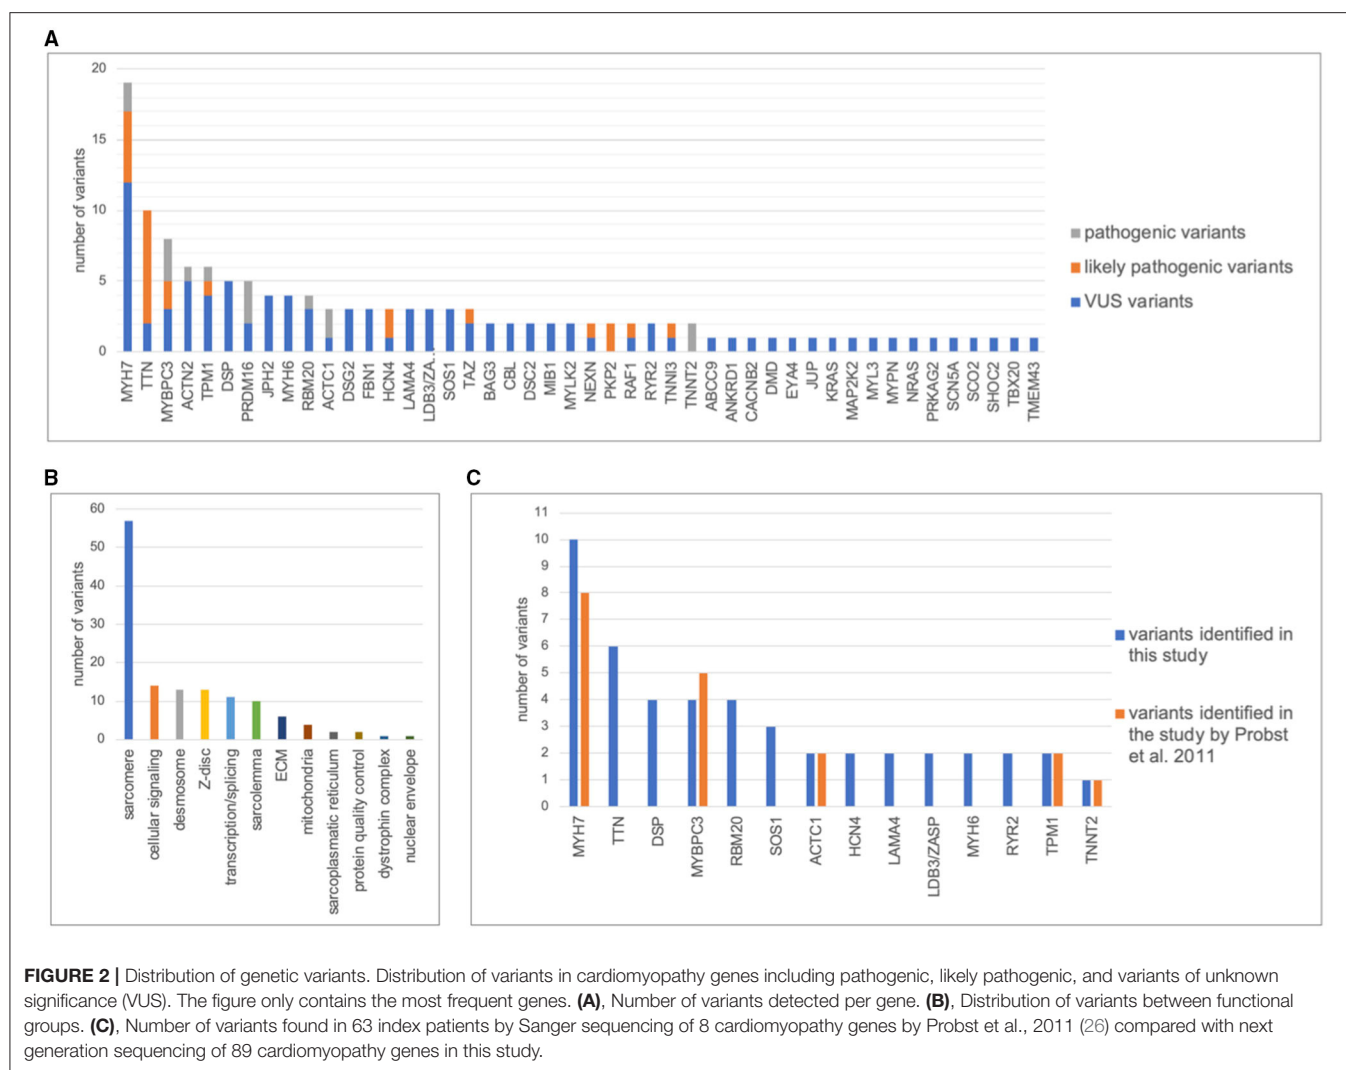 A
20
15
10
5
0
number of variants
MYH7
TTN
MYBPC3
ACTN2
TPM1
DSP
PRDM16
JPH2
MYH6
RBM20
ACTC1
DSG2
FBN1
HCN4
LAMA4
LDB3/ZA…
SOS1
TAZ
BAG3
CBL
DSC2
MIB1
MYLK2
NEXN
PKP2
RAF1
RYR2
TNNI3
TNNT2
ABCC9
ANKRD1
CACNB2
DMD
EYA4
JUP
KRAS
MAP2K2
MYL3
MYPN
NRAS
PRKAG2
SCN5A
SCO2
SHOC2
TBX20
TMEM43
pathogenic variants
likely pathogenic variants
VUS variants
B
60
50
40
30
20
10
0
number of variants
sarcomere
cellular signaling
desmosome
Z-disc
transcription/splicing
sarcolemma
ECM
mitochondria
sarcoplasmatic reticulum
protein quality control
dystrophin complex
nuclear envelope
C
11
10
9
8
7
6
5
4
3
2
1
0
number of variants
MYH7
TTN
DSP
MYBPC3
RBM20
SOS1
ACTC1
HCN4
LAMA4
LDB3/ZASP
MYH6
RYR2
TPM1
TNNT2
variants identified in
this study
variants identified in
the study by Probst
et al. 2011
FIGURE 2 | Distribution of genetic variants. Distribution of variants in cardiomyopathy genes including pathogenic, likely pathogenic, and variants of unknown
significance (VUS). The figure only contains the most frequent genes. (A), Number of variants detected per gene. (B), Distribution of variants between functional
groups. (C), Number of variants found in 63 index patients by Sanger sequencing of 8 cardiomyopathy genes by Probst et al., 2011 (26) compared with next
generation sequencing of 89 cardiomyopathy genes in this study.